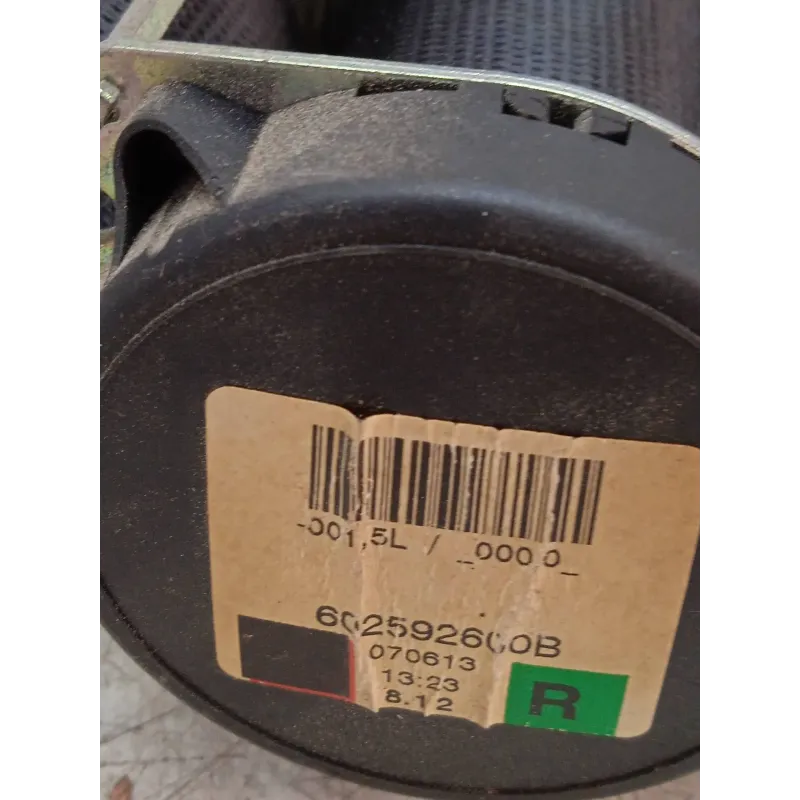 -001,5L / _000,0_
602592600B
070613
13:23
8.12
R